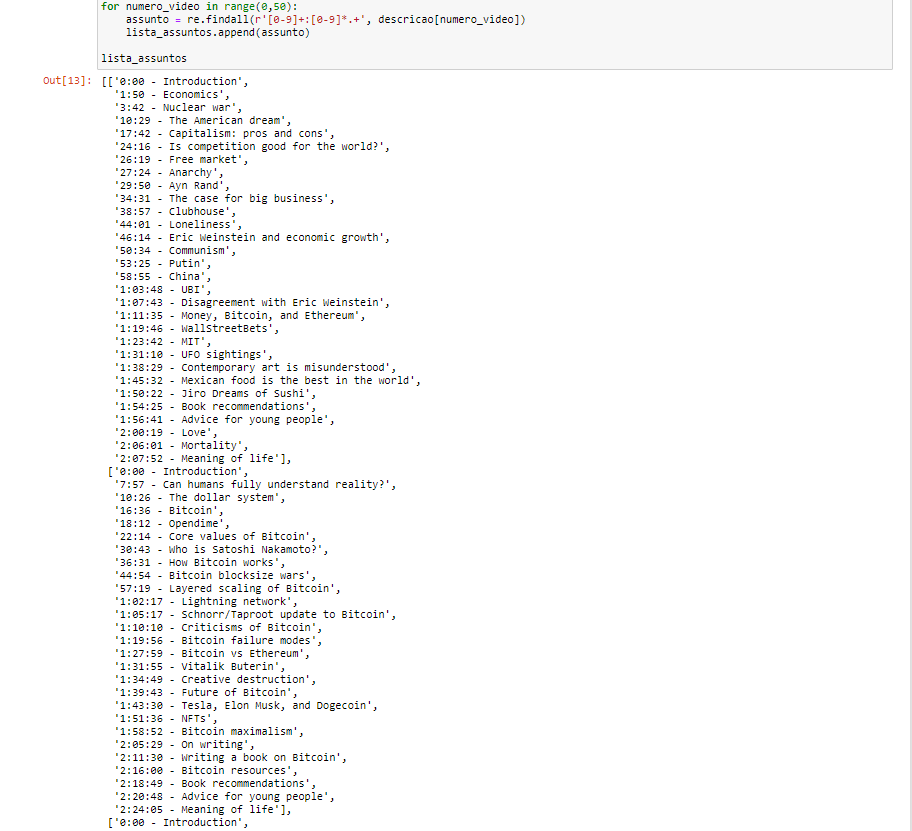 for numero_video in range(0,50):
assunto = re.findall(r'[0-9]+:[0-9]*.+', descricao[numero_video])
lista_assuntos.append(assunto)
lista_assuntos
Out[13]: [['0:00 - Introduction',
'1:50 - Economics',
'3:42 - Nuclear war',
'10:29 - The American dream',
'17:42 - Capitalism: pros and cons',
'24:16 - Is competition good for the world?',
'26:19 - Free market',
'27:24 - Anarchy',
'29:50 - Ayn Rand',
'34:31 - The case for big business',
'38:57 - Clubhouse',
'44:01 - Loneliness',
'46:14 - Eric Weinstein and economic growth',
'50:34 - Communism',
'53:25 - Putin',
'58:55 - China',
'1:03:48 - UBI',
'1:07:43 - Disagreement with Eric Weinstein',
'1:11:35 - Money, Bitcoin, and Ethereum',
'1:19:46 - WallStreetBets',
'1:23:42 - MIT',
'1:31:10 - UFO sightings',
'1:38:29 - Contemporary art is misunderstood',
'1:45:32 - Mexican food is the best in the world',
'1:50:22 - Jiro Dreams of Sushi',
'1:54:25 - Book recommendations',
'1:56:41 - Advice for young people',
'2:00:19 - Love',
'2:06:01 - Mortality',
'2:07:52 - Meaning of life'],
['0:00 - Introduction',
'7:57 - Can humans fully understand reality?',
'10:26 - The dollar system',
'16:36 - Bitcoin',
'18:12 - Opendime',
'22:14 - Core values of Bitcoin',
'30:43 - Who is Satoshi Nakamoto?',
'36:31 - How Bitcoin works',
'44:54 - Bitcoin blocksize wars',
'57:19 - Layered scaling of Bitcoin',
'1:02:17 - Lightning network',
'1:05:17 - Schnorr/Taproot update to Bitcoin',
'1:10:10 - Criticisms of Bitcoin',
'1:19:56 - Bitcoin failure modes',
'1:27:59 - Bitcoin vs Ethereum',
'1:31:55 - Vitalik Buterin',
'1:34:49 - Creative destruction',
'1:39:43 - Future of Bitcoin',
'1:43:30 - Tesla, Elon Musk, and Dogecoin',
'1:51:36 - NFTs',
'1:58:52 - Bitcoin maximalism',
'2:05:29 - On writing',
'2:11:30 - Writing a book on Bitcoin',
'2:16:00 - Bitcoin resources',
'2:18:49 - Book recommendations',
'2:20:48 - Advice for young people',
'2:24:05 - Meaning of life'],
['0:00 - Introduction',